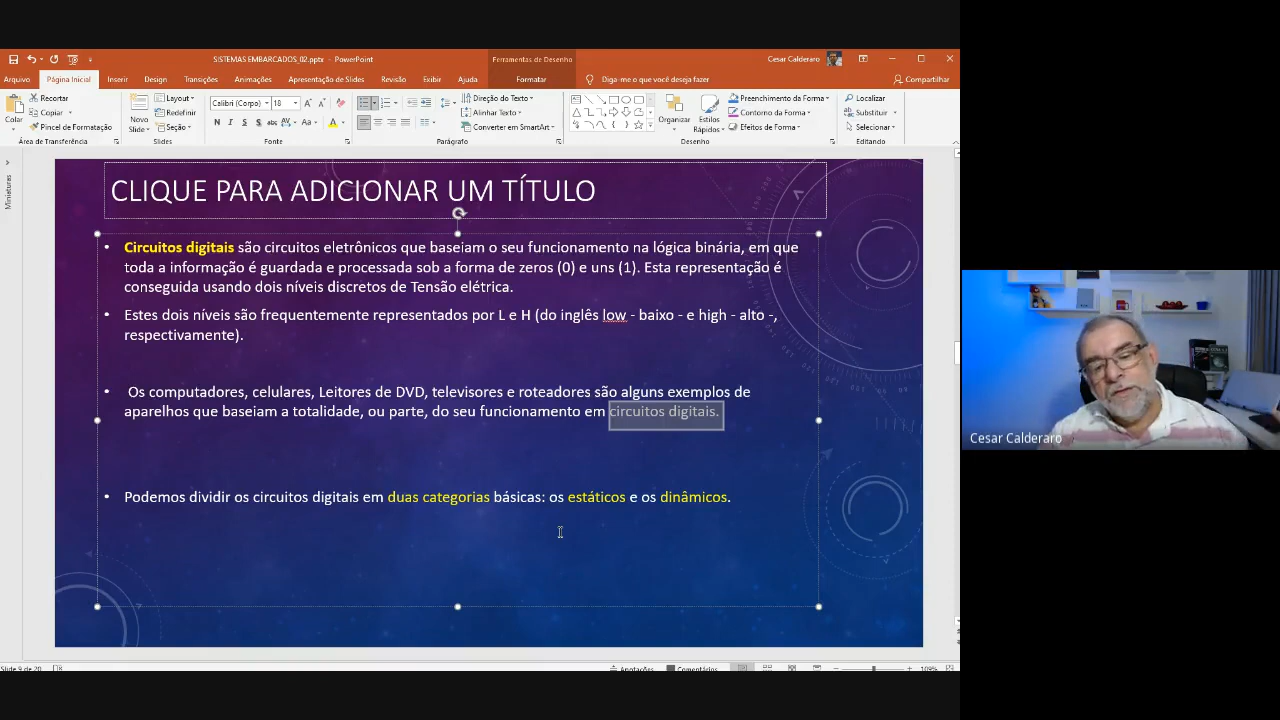 SISTEMAS EMBARCADOS_02.pptx - PowerPoint
Ferramentas de Desenho
Cesar Calderaro
Arquivo Página Inicial Inserir Design Transições Animações Apresentação de Slides Revisão Exibir Ajuda Formatar Diga-me o que você deseja fazer Compartilhar
Colar
Recortar
Copiar
Pincel de Formatação
Área de Transferência
Novo Slide
Layout
Redefinir
Seção
Slides
Calibri (Corpo) 18
N I S S abc AV Aa A
Fonte
Direção do Texto
Alinhar Texto
Converter em SmartArt
Parágrafo
Organizar
Estilos Rápidos
Preenchimento da Forma
Contorno da Forma
Efeitos de Forma
Desenho
Localizar
Substituir
Selecionar
Editando
Miniaturas
CLIQUE PARA ADICIONAR UM TÍTULO
• Circuitos digitais são circuitos eletrônicos que baseiam o seu funcionamento na lógica binária, em que
toda a informação é guardada e processada sob a forma de zeros (0) e uns (1). Esta representação é
conseguida usando dois níveis discretos de Tensão elétrica.
• Estes dois níveis são frequentemente representados por L e H (do inglês low - baixo - e high - alto -,
respectivamente).
• Os computadores, celulares, Leitores de DVD, televisores e roteadores são alguns exemplos de
aparelhos que baseiam a totalidade, ou parte, do seu funcionamento em circuitos digitais.
• Podemos dividir os circuitos digitais em duas categorias básicas: os estáticos e os dinâmicos.
Slide 9 de 20
Anotações Comentários 109%
Cesar Calderaro